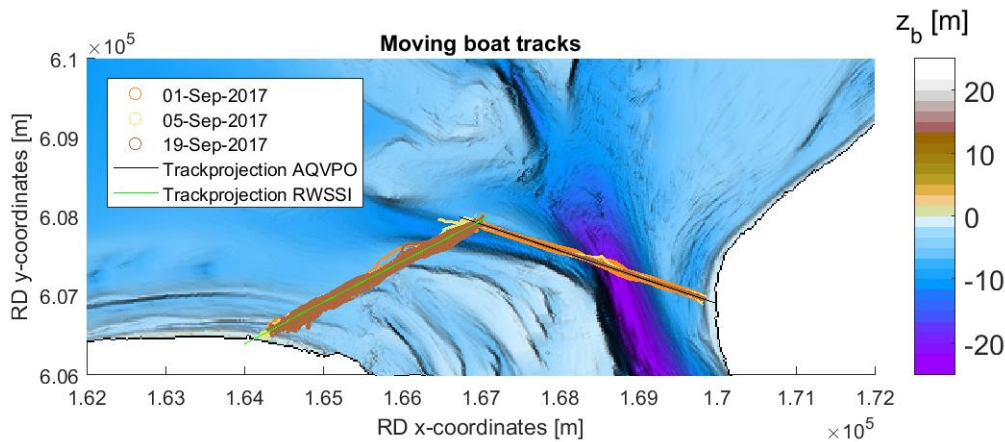 Moving boat tracks
z_b [m]
×10^5
6.1
6.09
6.08
6.07
6.06
RD y-coordinates [m]
01-Sep-2017
05-Sep-2017
19-Sep-2017
Trackprojection AQVPO
Trackprojection RWSSI
20
10
0
-10
-20
1.62 1.63 1.64 1.65 1.66 1.67 1.68 1.69 1.7 1.71 1.72
RD x-coordinates [m]
×10^5